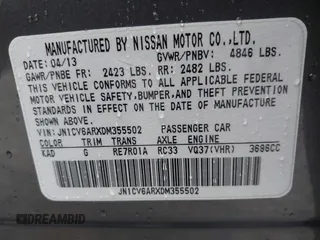 MANUFACTURED BY NISSAN MOTOR CO.,LTD.
DATE: 04/13 GVWR/PNBV: 4846 LBS.
GAWR/PNBE FR: 2423 LBS. RR: 2482 LBS.
THIS VEHICLE CONFORMS TO ALL APPLICABLE FEDERAL
MOTOR VEHICLE SAFETY,BUMPER,AND THEFT PREVENTION
STANDARDS IN EFFECT ON THE DATE OF MANUFACTURE
SHOWN ABOVE.
VIN: JN1CV6ARXDM355502 PASSENGER CAR
COLOR TRIM TRANS AXLE ENGINE
KAD G RE7R01A RC33 VQ37(VHR) 3696CC
JN1CV6ARXDM355502
DREAMBID